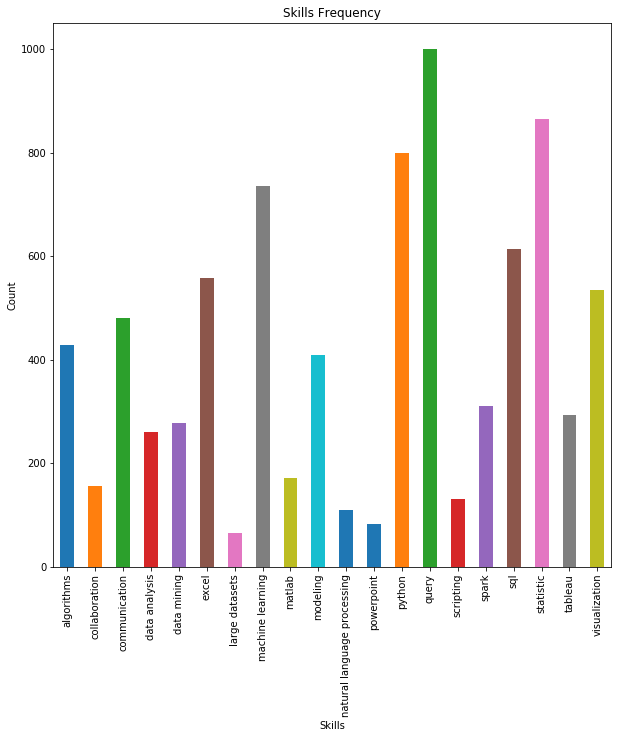 Skills Frequency
1000
800
600
400
200
0
Count
algorithms
collaboration
communication
data analysis
data mining
excel
large datasets
machine learning
matlab
modeling
natural language processing
powerpoint
python
query
scripting
spark
sql
statistic
tableau
visualization
Skills